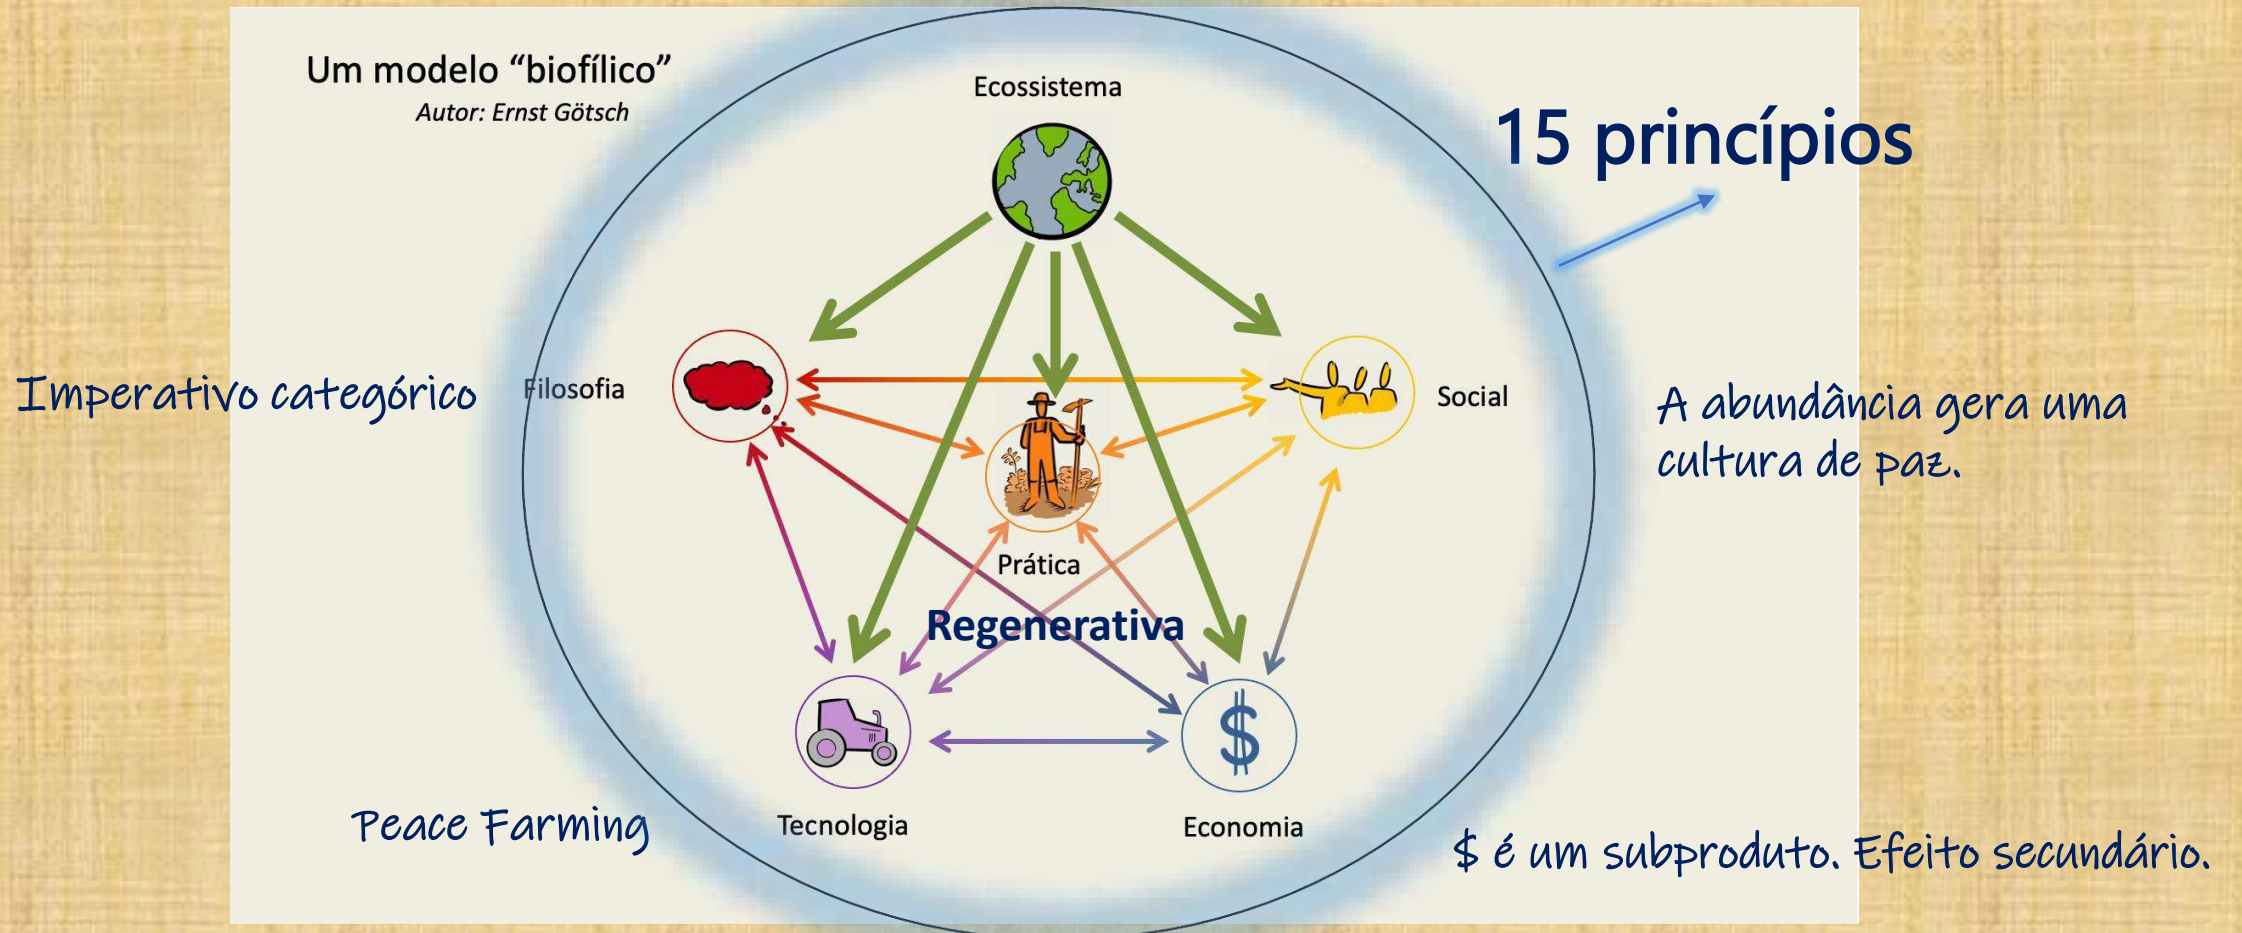 Um modelo “biofílico”
Autor: Ernst Götsch
Ecossistema
15 princípios
Imperativo categórico
Filosofia
Social
A abundância gera uma
cultura de paz.
Prática
Regenerativa
Peace Farming
Tecnologia
Economia
$ é um subproduto. Efeito secundário.